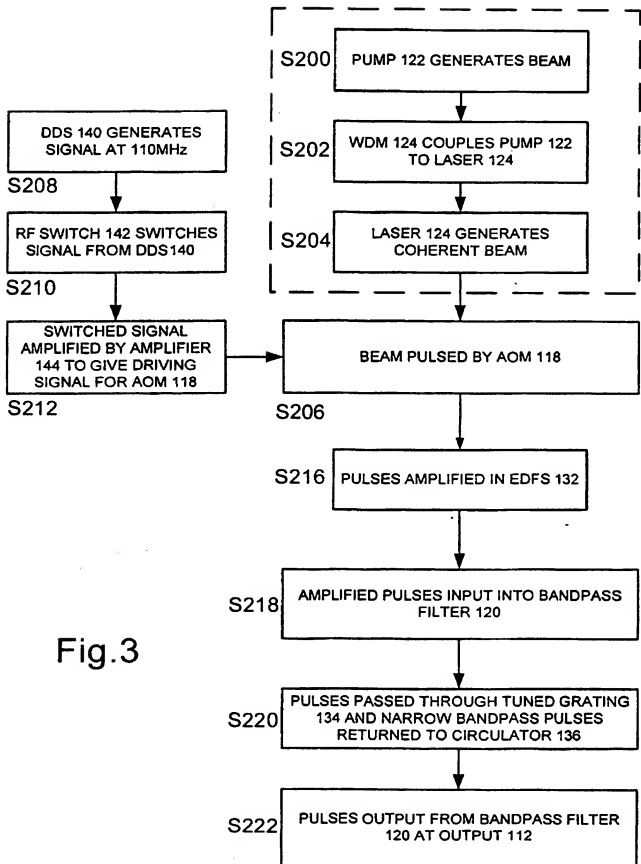 S200
PUMP 122 GENERATES BEAM
S202
WDM 124 COUPLES PUMP 122
TO LASER 124
S204
LASER 124 GENERATES
COHERENT BEAM
DDS 140 GENERATES
SIGNAL AT 110MHz
S208
RF SWITCH 142 SWITCHES
SIGNAL FROM DDS140
S210
SWITCHED SIGNAL
AMPLIFIED BY AMPLIFIER
144 TO GIVE DRIVING
SIGNAL FOR AOM 118
S212
BEAM PULSED BY AOM 118
S206
S216
PULSES AMPLIFIED IN EDFS 132
S218
AMPLIFIED PULSES INPUT INTO BANDPASS
FILTER 120
Fig.3
S220
PULSES PASSED THROUGH TUNED GRATING
134 AND NARROW BANDPASS PULSES
RETURNED TO CIRCULATOR 136
S222
PULSES OUTPUT FROM BANDPASS FILTER
120 AT OUTPUT 112